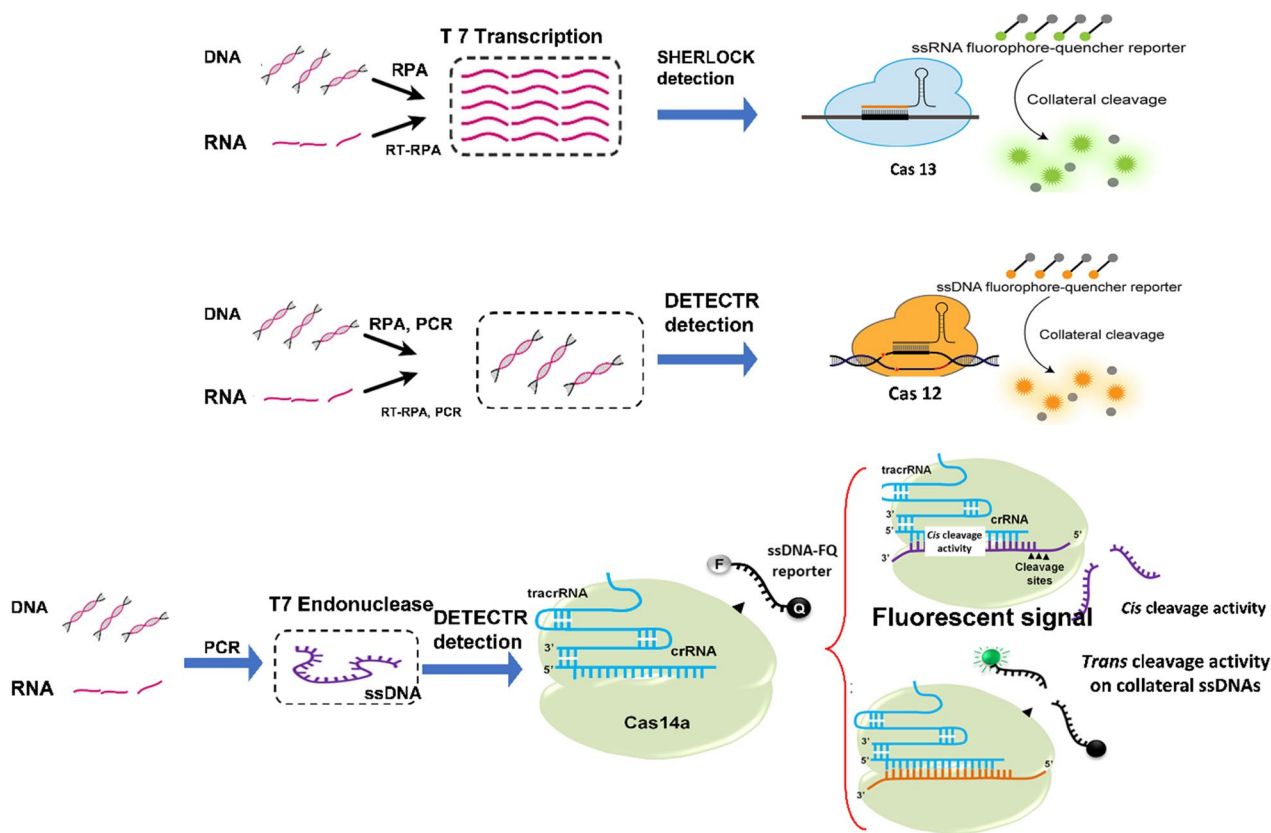 T 7 Transcription
DNA
RPA
RNA
RT-RPA
SHERLOCK
detection
Cas 13
ssRNA fluorophore-quencher reporter
Collateral cleavage
DNA
RPA, PCR
RNA
RT-RPA, PCR
DETECTR
detection
Cas 12
ssDNA fluorophore-quencher reporter
Collateral cleavage
DNA
RNA
PCR
T7 Endonuclease
ssDNA
DETECTR
detection
tracrRNA
3’
5’
crRNA
Cas14a
F
Q
ssDNA-FQ
reporter
tracrRNA
3’
5’
crRNA
3’
Cis cleavage
activity
5’
Cleavage
sites
Fluorescent signal
Cis cleavage activity
Trans cleavage activity
on collateral ssDNAs
3’
5’
3’
5’